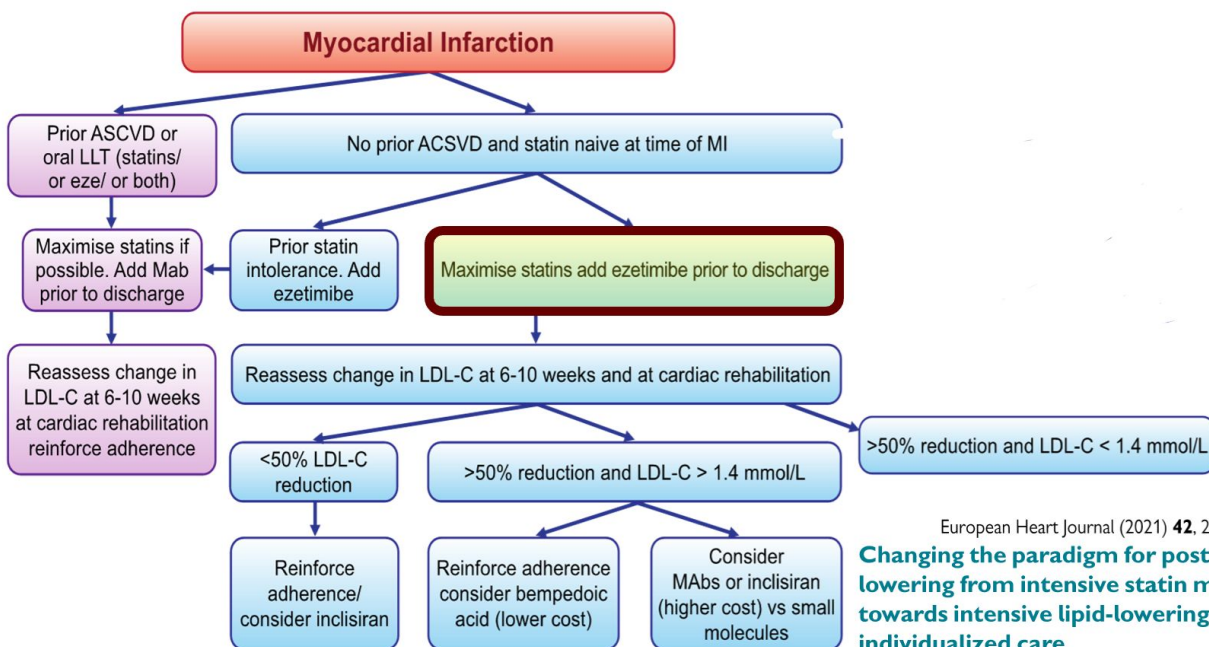 Myocardial Infarction
Prior ASCVD or
oral LLT (statins/
or eze/ or both)
No prior ACSVD and statin naive at time of MI
Maximise statins if
possible. Add Mab
prior to discharge
Prior statin
intolerance. Add
ezetimibe
Maximise statins add ezetimibe prior to discharge
Reassess change in
LDL-C at 6-10 weeks
at cardiac rehabilitation
reinforce adherence
Reassess change in LDL-C at 6-10 weeks and at cardiac rehabilitation
<50% LDL-C
reduction
>50% reduction and LDL-C > 1.4 mmol/L
>50% reduction and LDL-C < 1.4 mmol/L
Reinforce
adherence/
consider inclisiran
Reinforce adherence
consider bempedoic
acid (lower cost)
Consider
MAbs or inclisiran
(higher cost) vs small
molecules
European Heart Journal (2021) 42, 2
Changing the paradigm for post
lowering from intensive statin m
towards intensive lipid-lowering
individualized care